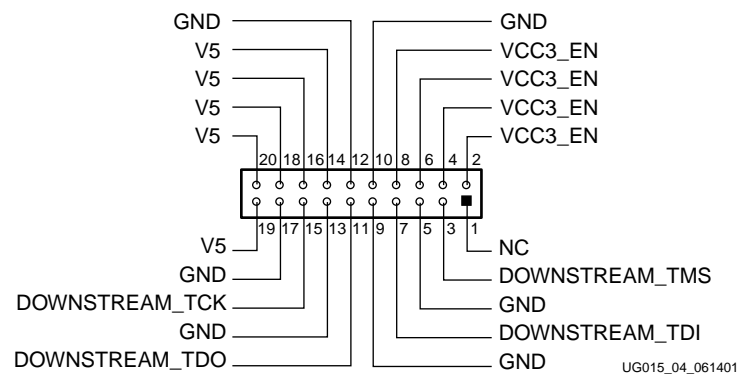 GND GND
V5 VCC3_EN
V5 VCC3_EN
V5 VCC3_EN
V5 VCC3_EN
20 18 16 14 12 10 8 6 4 2
19 17 15 13 11 9 7 5 3 1
V5 NC
GND DOWNSTREAM_TMS
DOWNSTREAM_TCK GND
GND DOWNSTREAM_TDI
DOWNSTREAM_TDO GND
UG015_04_061401